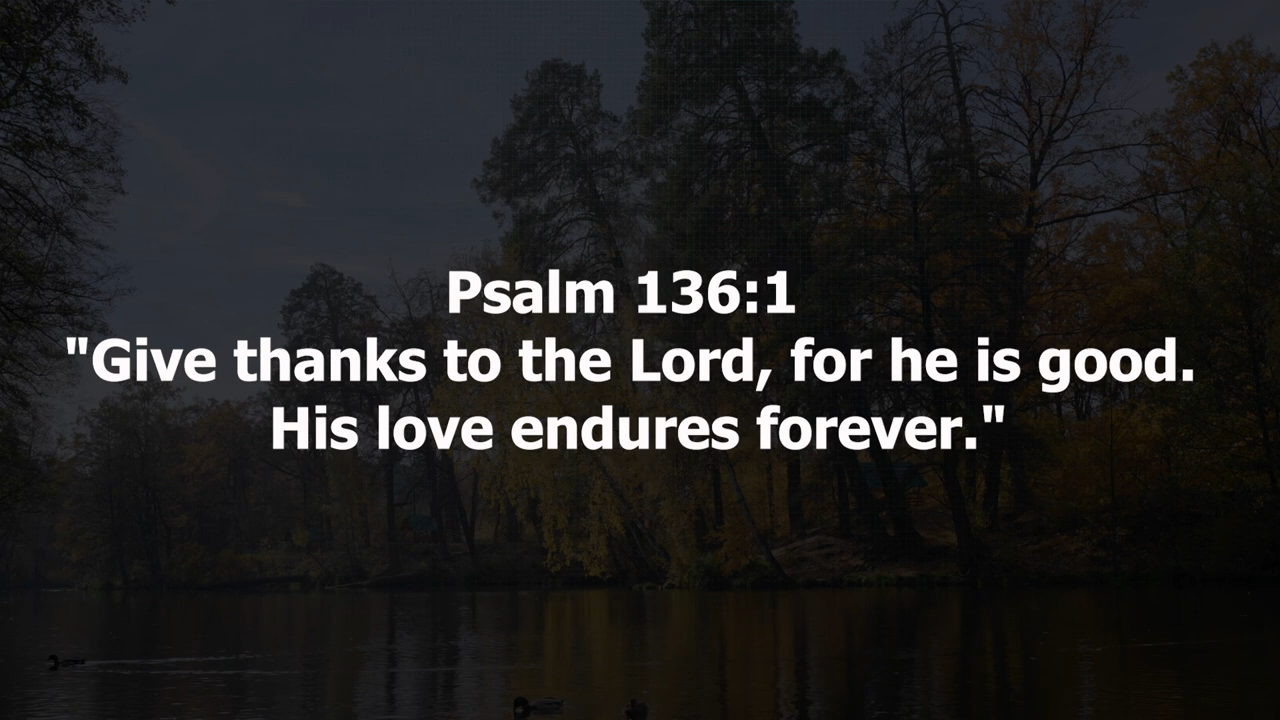 Psalm 136:1
"Give thanks to the Lord, for he is good.
His love endures forever."